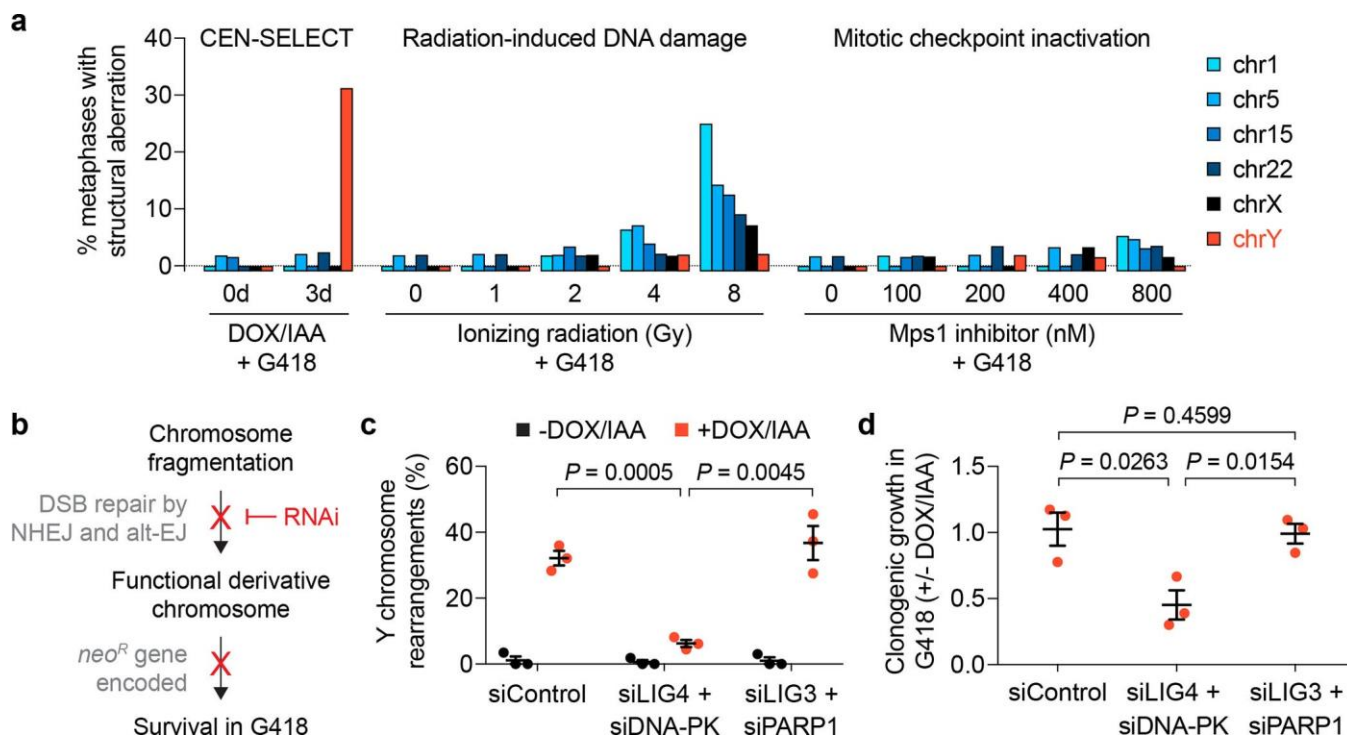 a
CEN-SELECT
Radiation-induced DNA damage
Mitotic checkpoint inactivation
% metaphases with
structural aberration
40
30
20
10
0
0d
3d
0
1
2
4
8
0
100
200
400
800
DOX/IAA
+ G418
Ionizing radiation (Gy)
+ G418
Mps1 inhibitor (nM)
+ G418
chr1
chr5
chr15
chr22
chrX
chrY
b
Chromosome
fragmentation
DSB repair by
NHEJ and alt-EJ
X
RNAi
Functional derivative
chromosome
neoᴿ gene
encoded
X
Survival in G418
c
-DOX/IAA
+DOX/IAA
Y chromosome
rearrangements (%)
60
40
20
0
P = 0.0005
P = 0.0045
siControl
siLIG4 +
siDNA-PK
siLIG3 +
siPARP1
d
Clonogenic growth in
G418 (+/- DOX/IAA)
1.5
1.0
0.5
0.0
P = 0.4599
P = 0.0263
P = 0.0154
siControl
siLIG4 +
siDNA-PK
siLIG3 +
siPARP1